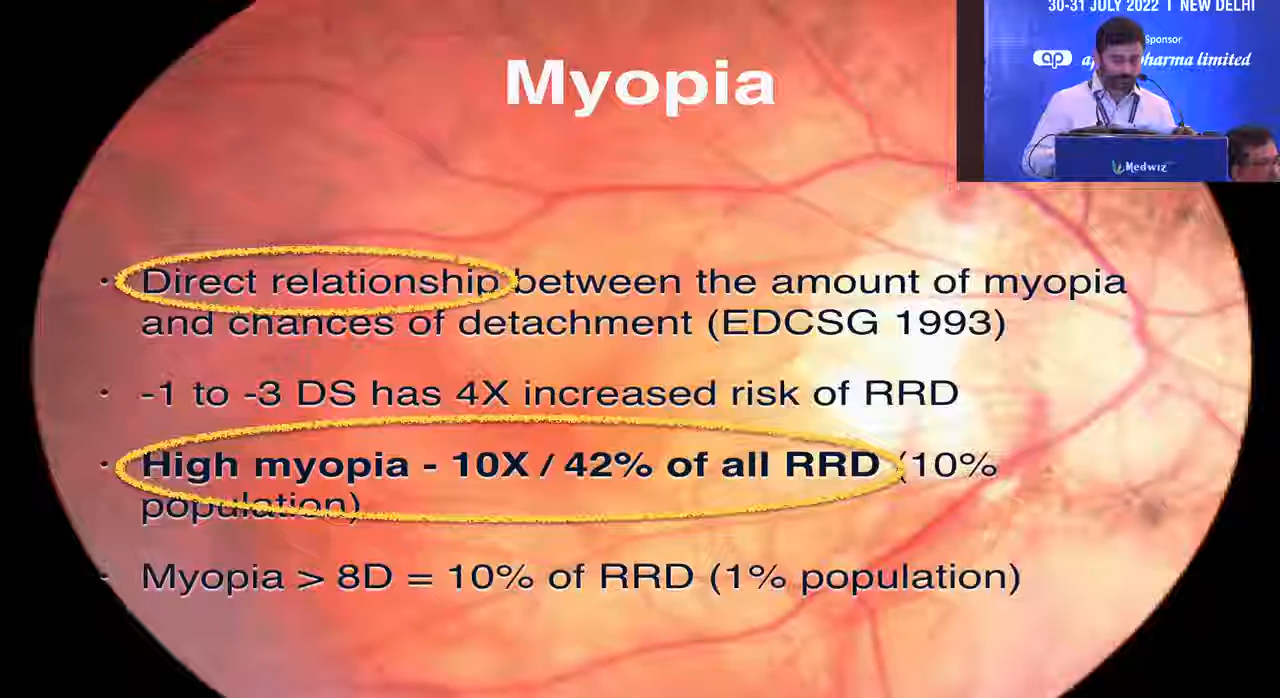 30-31 JULY 2022 I NEW DELHI
Sponsor
ap
pharma limited
Medwiz
Myopia
· Direct relationship between the amount of myopia
and chances of detachment (EDCSG 1993)
· -1 to -3 DS has 4X increased risk of RRD
· High myopia - 10X / 42% of all RRD (10%
population)
· Myopia > 8D = 10% of RRD (1% population)